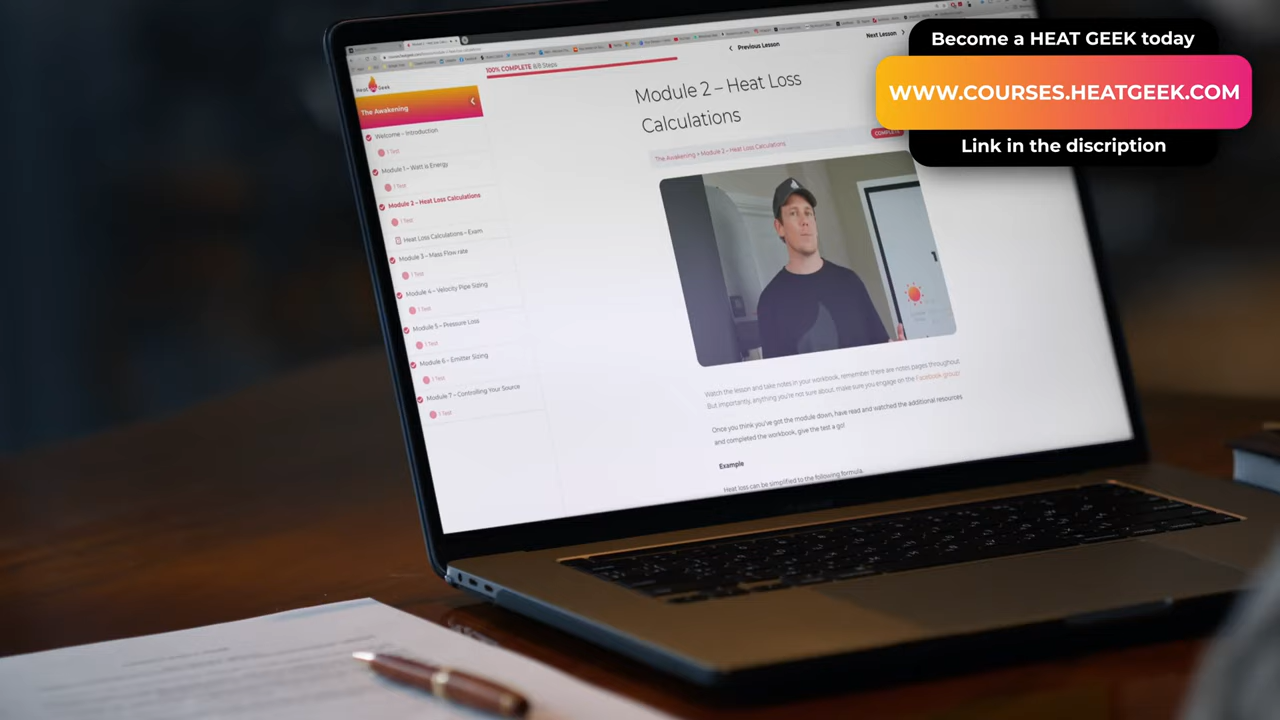 Become a HEAT GEEK today
WWW.COURSES.HEATGEEK.COM
Link in the discription
Heat Geek
The Awakening
Welcome – Introduction
1 Test
Module 1 – Watt is Energy
1 Test
Module 2 – Heat Loss Calculations
1 Test
Heat Loss Calculations – Exam
Module 3 – Mass Flow rate
1 Test
Module 4 – Velocity Pipe Sizing
1 Test
Module 5 – Pressure Loss
1 Test
Module 6 – Emitter Sizing
1 Test
Module 7 – Controlling Your Source
1 Test
100% COMPLETE 8/8 Steps
Previous Lesson
Next Lesson
Module 2 – Heat Loss
Calculations
The Awakening > Module 2 – Heat Loss Calculations
COMPLETE
Watch the lesson and take notes in your workbook, remember there are notes pages throughout.
But importantly, anything you're not sure about, make sure you engage on the Facebook group!
Once you think you've got the module down, have read and watched the additional resources
and completed the workbook, give the test a go!
Example
Heat loss can be simplified to the following formula.